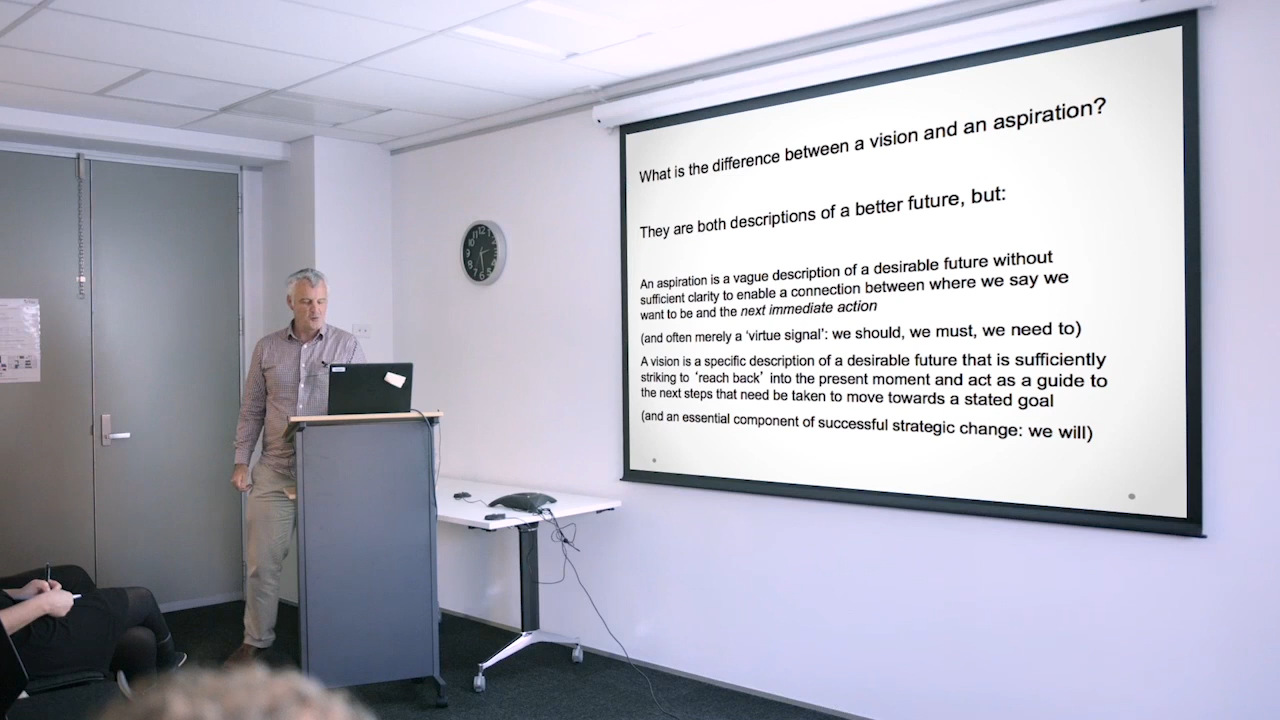 What is the difference between a vision and an aspiration?
They are both descriptions of a better future, but:
An aspiration is a vague description of a desirable future without
sufficient clarity to enable a connection between where we say we
want to be and the next immediate action
(and often merely a ‘virtue signal’: we should, we must, we need to)
A vision is a specific description of a desirable future that is sufficiently
striking to ‘reach back’ into the present moment and act as a guide to
the next steps that need be taken to move towards a stated goal
(and an essential component of successful strategic change: we will)